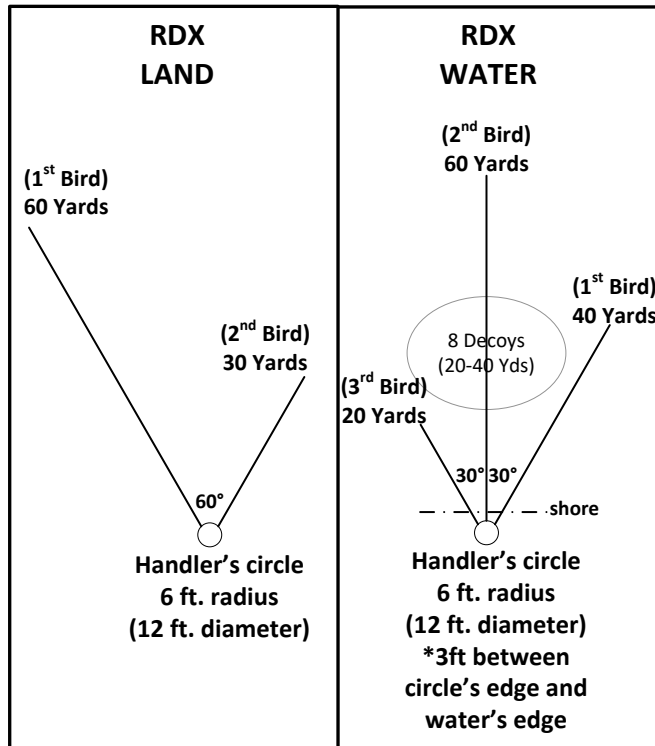 RDX
LAND
(1st Bird)
60 Yards
(2nd Bird)
30 Yards
60°
Handler’s circle
6 ft. radius
(12 ft. diameter)
RDX
WATER
(2nd Bird)
60 Yards
(1st Bird)
40 Yards
8 Decoys
(20-40 Yds)
(3rd Bird)
20 Yards
30° 30°
shore
Handler’s circle
6 ft. radius
(12 ft. diameter)
*3ft between
circle’s edge and
water’s edge